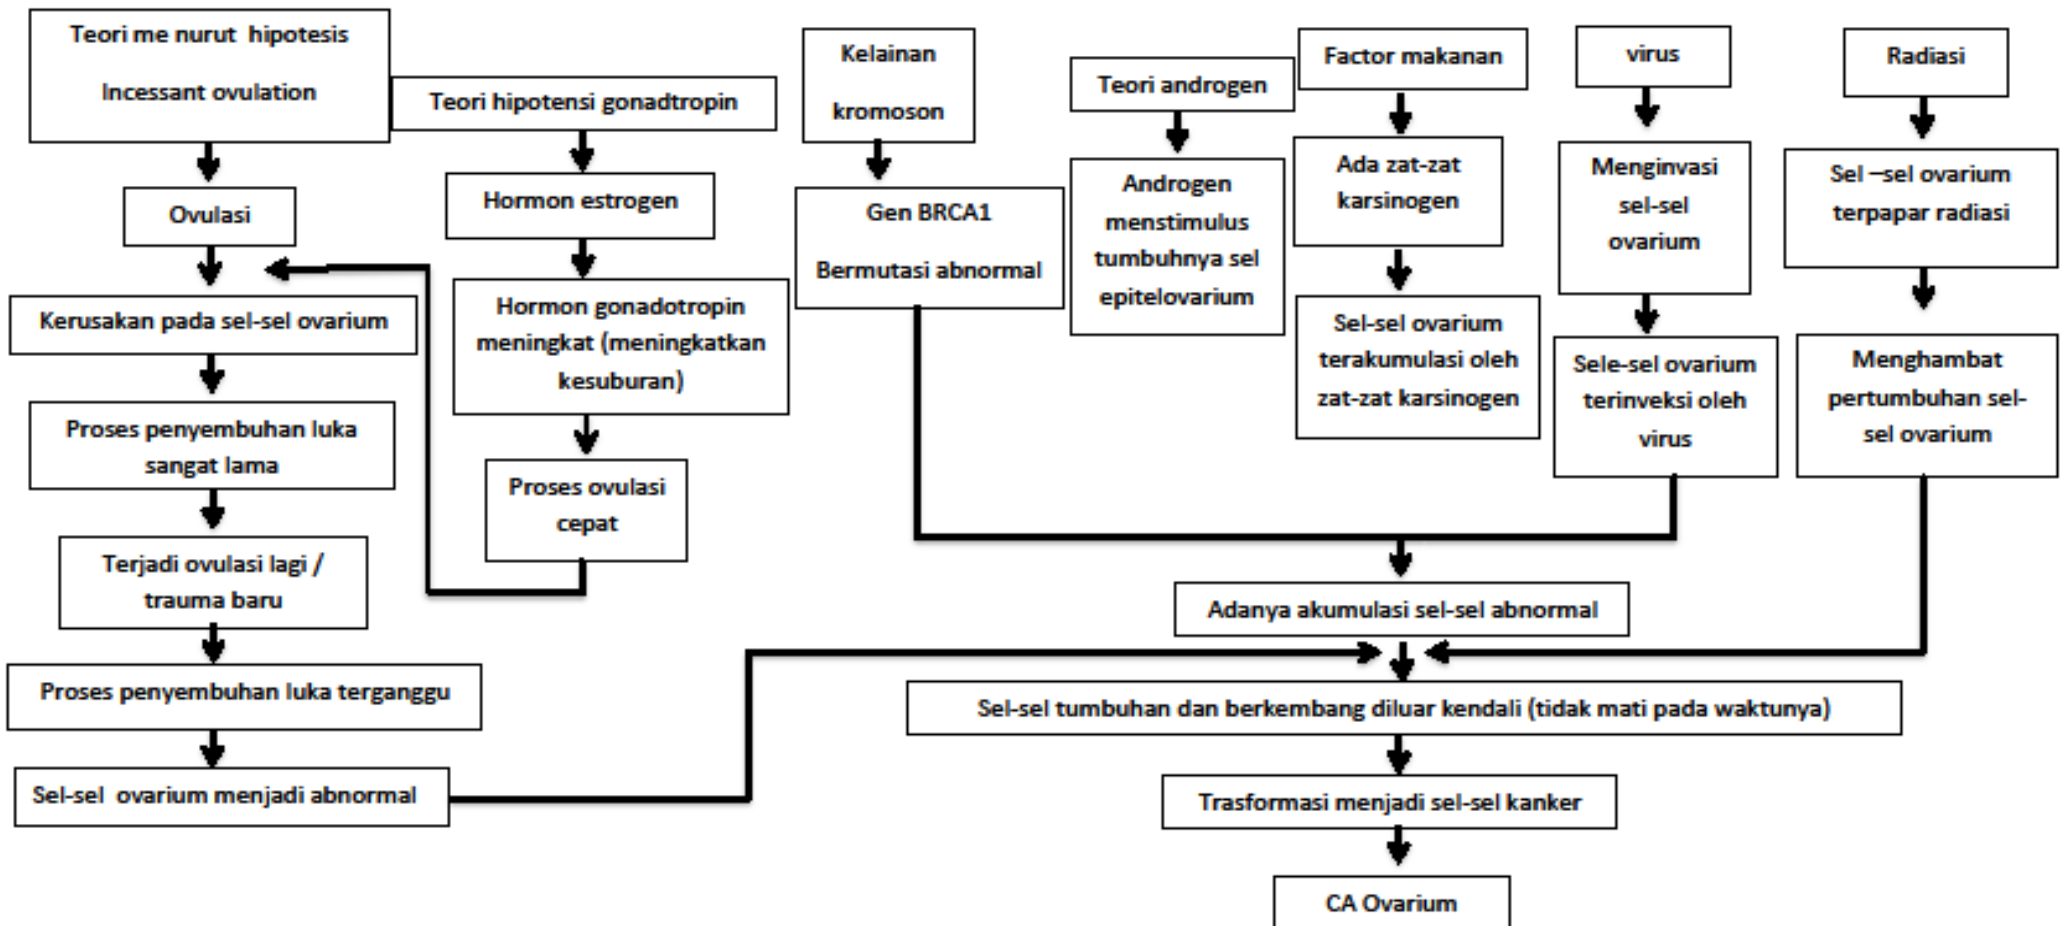 Teori me nurut hipotesis
Incessant ovulation
Ovulasi
Kerusakan pada sel-sel ovarium
Proses penyembuhan luka
sangat lama
Terjadi ovulasi lagi /
trauma baru
Proses penyembuhan luka terganggu
Sel-sel ovarium menjadi abnormal
Teori hipotensi gonadtropin
Hormon estrogen
Hormon gonadotropin
meningkat (meningkatkan
kesuburan)
Proses ovulasi
cepat
Kelainan
kromoson
Gen BRCA1
Bermutasi abnormal
Teori androgen
Androgen
menstimulus
tumbuhnya sel
epitelovarium
Factor makanan
Ada zat-zat
karsinogen
Sel-sel ovarium
terakumulasi oleh
zat-zat karsinogen
virus
Menginvasi
sel-sel
ovarium
Sele-sel ovarium
terinveksi oleh
virus
Radiasi
Sel –sel ovarium
terpapar radiasi
Menghambat
pertumbuhan sel-
sel ovarium
Adanya akumulasi sel-sel abnormal
Sel-sel tumbuhan dan berkembang diluar kendali (tidak mati pada waktunya)
Trasformasi menjadi sel-sel kanker
CA Ovarium